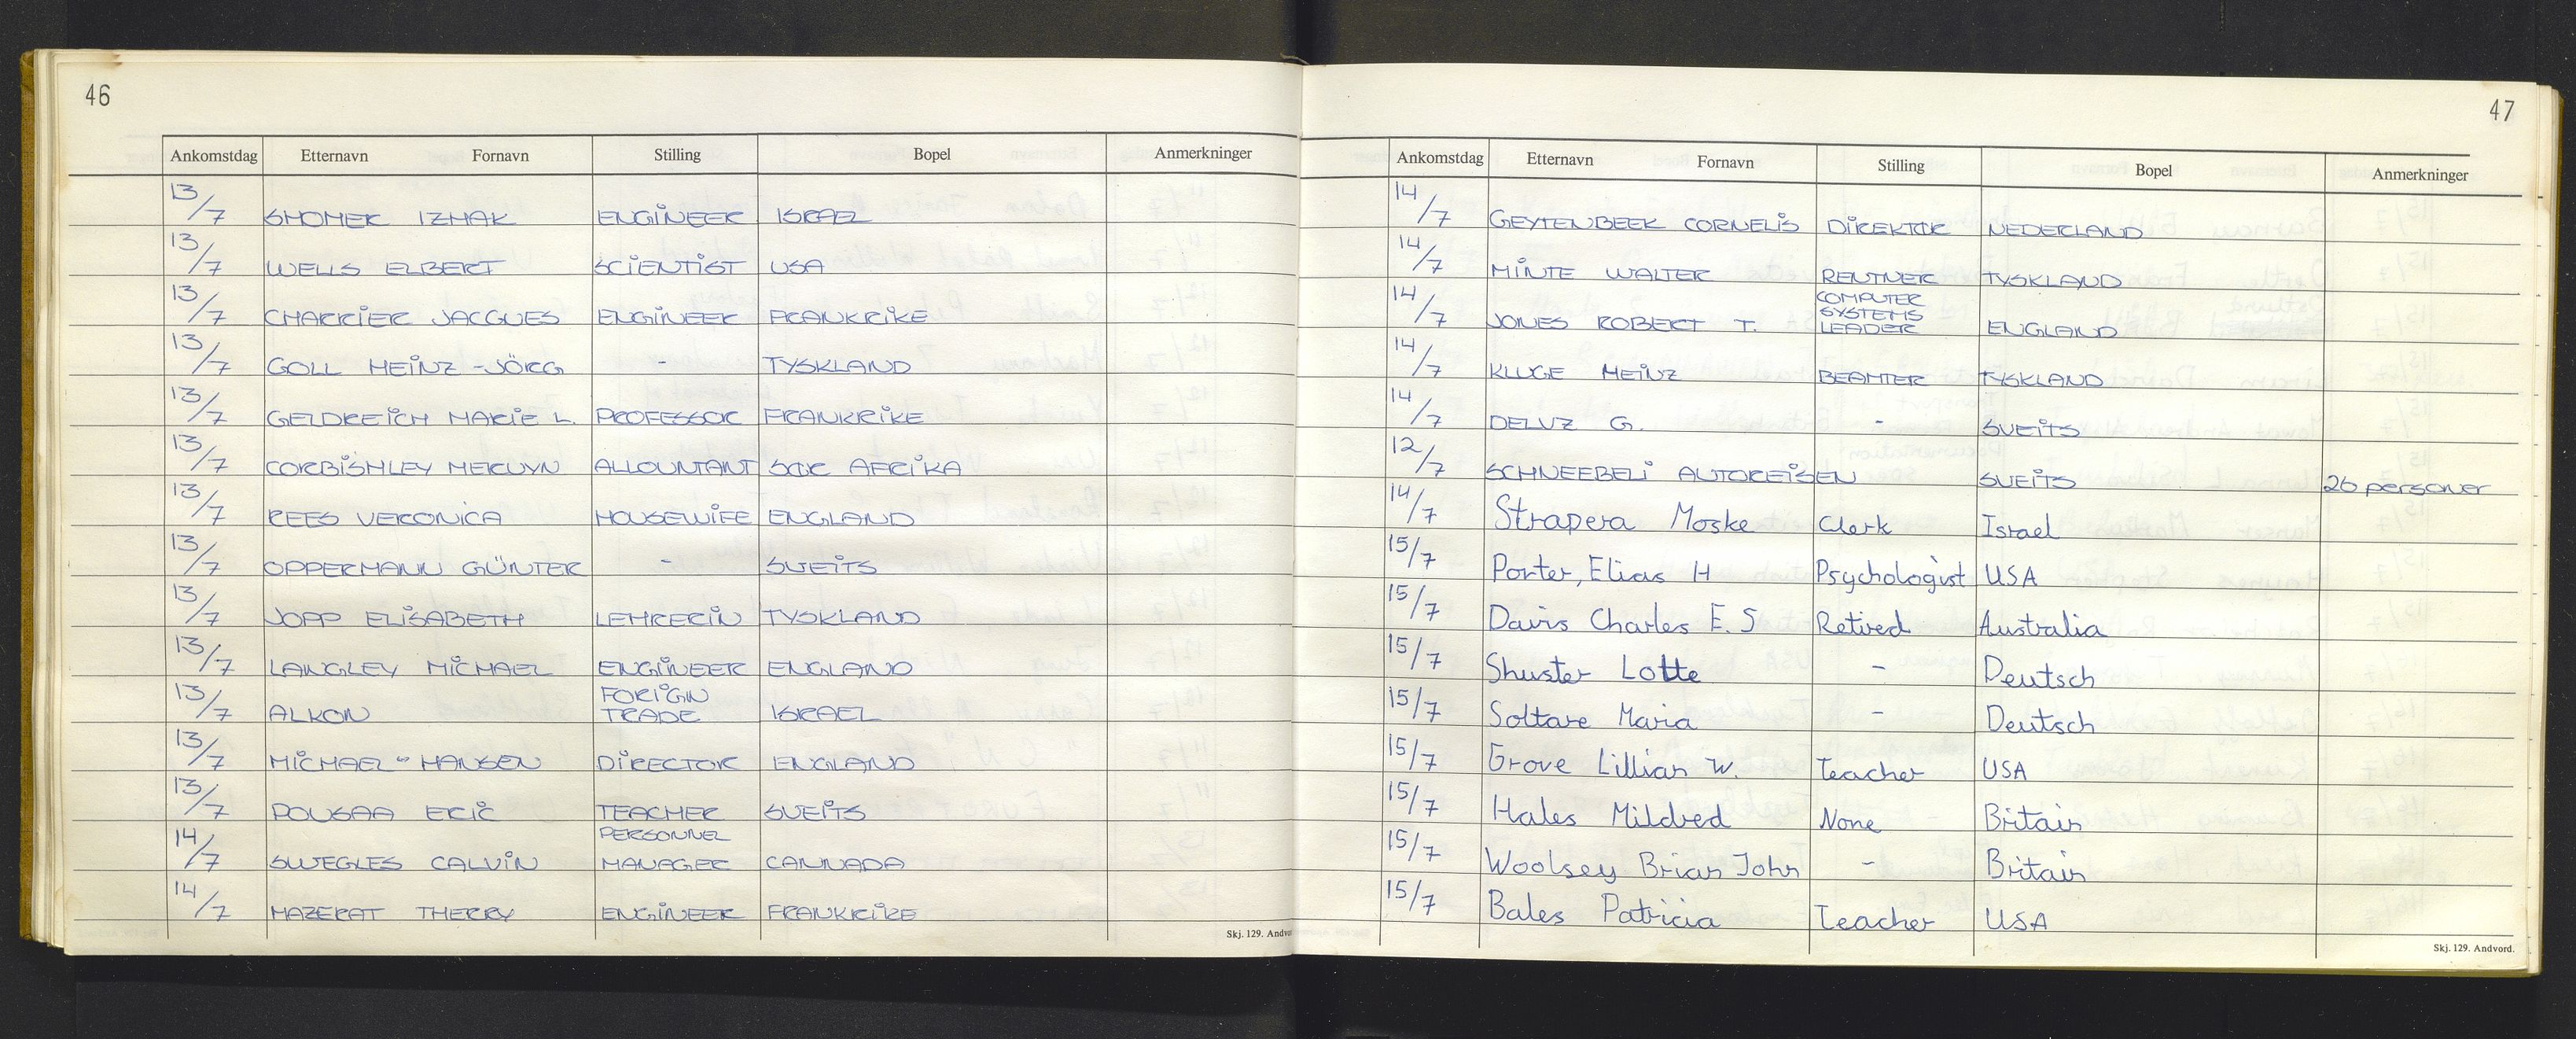 46
Ankomstdag Etternavn Fornavn Stilling Bopel Anmerkninger
13/7 SHOMER IZHAK ENGINEER ISRAEL
13/7 WELLS ELBERT SCIENTIST USA
13/7 CHARRIER JACQUES ENGINEER FRANKRIKE
13/7 GOLL HEINZ-JÖRG - TYSKLAND
13/7 GELDREICH MARIE L. PROFESSOR FRANKRIKE
13/7 CORBISHLEY MERVYN ALLOUNTANT SØR AFRIKA
13/7 REES VERONICA HOUSEWIFE ENGLAND
13/7 OPPERMANN GÜNTER - SVEITS
13/7 JOPP ELISABETH LEHRERIN TYSKLAND
13/7 LANGLEY MICHAEL ENGINEER ENGLAND
FORIGIN
13/7 ALKON TRADE ISRAEL
13/7 MICHAEL-HANSEN DIRECTOR ENGLAND
13/7 POUSAA ERIC TEACHER SVEITS
PERSONNEL
14/7 SWEGLES CALVIN MANAGER CANNADA
14/7 MAZERAT THERRY ENGINEER FRANKRIKE
Skj. 129.
47
Ankomstdag Etternavn Fornavn Stilling Bopel Anmerkninger
14/7 GEYTENBEEK CORNELIS DIREKTØR NEDERLAND
14/7 MINTE WALTER RENTNER TYSKLAND
COMPUTER
SYSTEMS
14/7 JONES ROBERT T. LEADER ENGLAND
14/7 KLUGE HEINZ BEAMTER TYSKLAND
14/7 DELUZ G. - SVEITS
12/7 SCHNEEBELI AUTOREISEN SVEITS 26 personer
14/7 Strapera Moske Clerk Israel
15/7 Porter, Elias H Psychologist USA
15/7 Davis Charles E. S Retired Australia
15/7 Shuster Lotte - Deutsch
15/7 Soltave Maria - Deutsch
15/7 Grove Lillian W. Teacher USA
15/7 Hales Mildred None Britain
15/7 Woolsey Brian John - Britain
15/7 Bales Patricia Teacher USA
Skj. 129. Andvord.